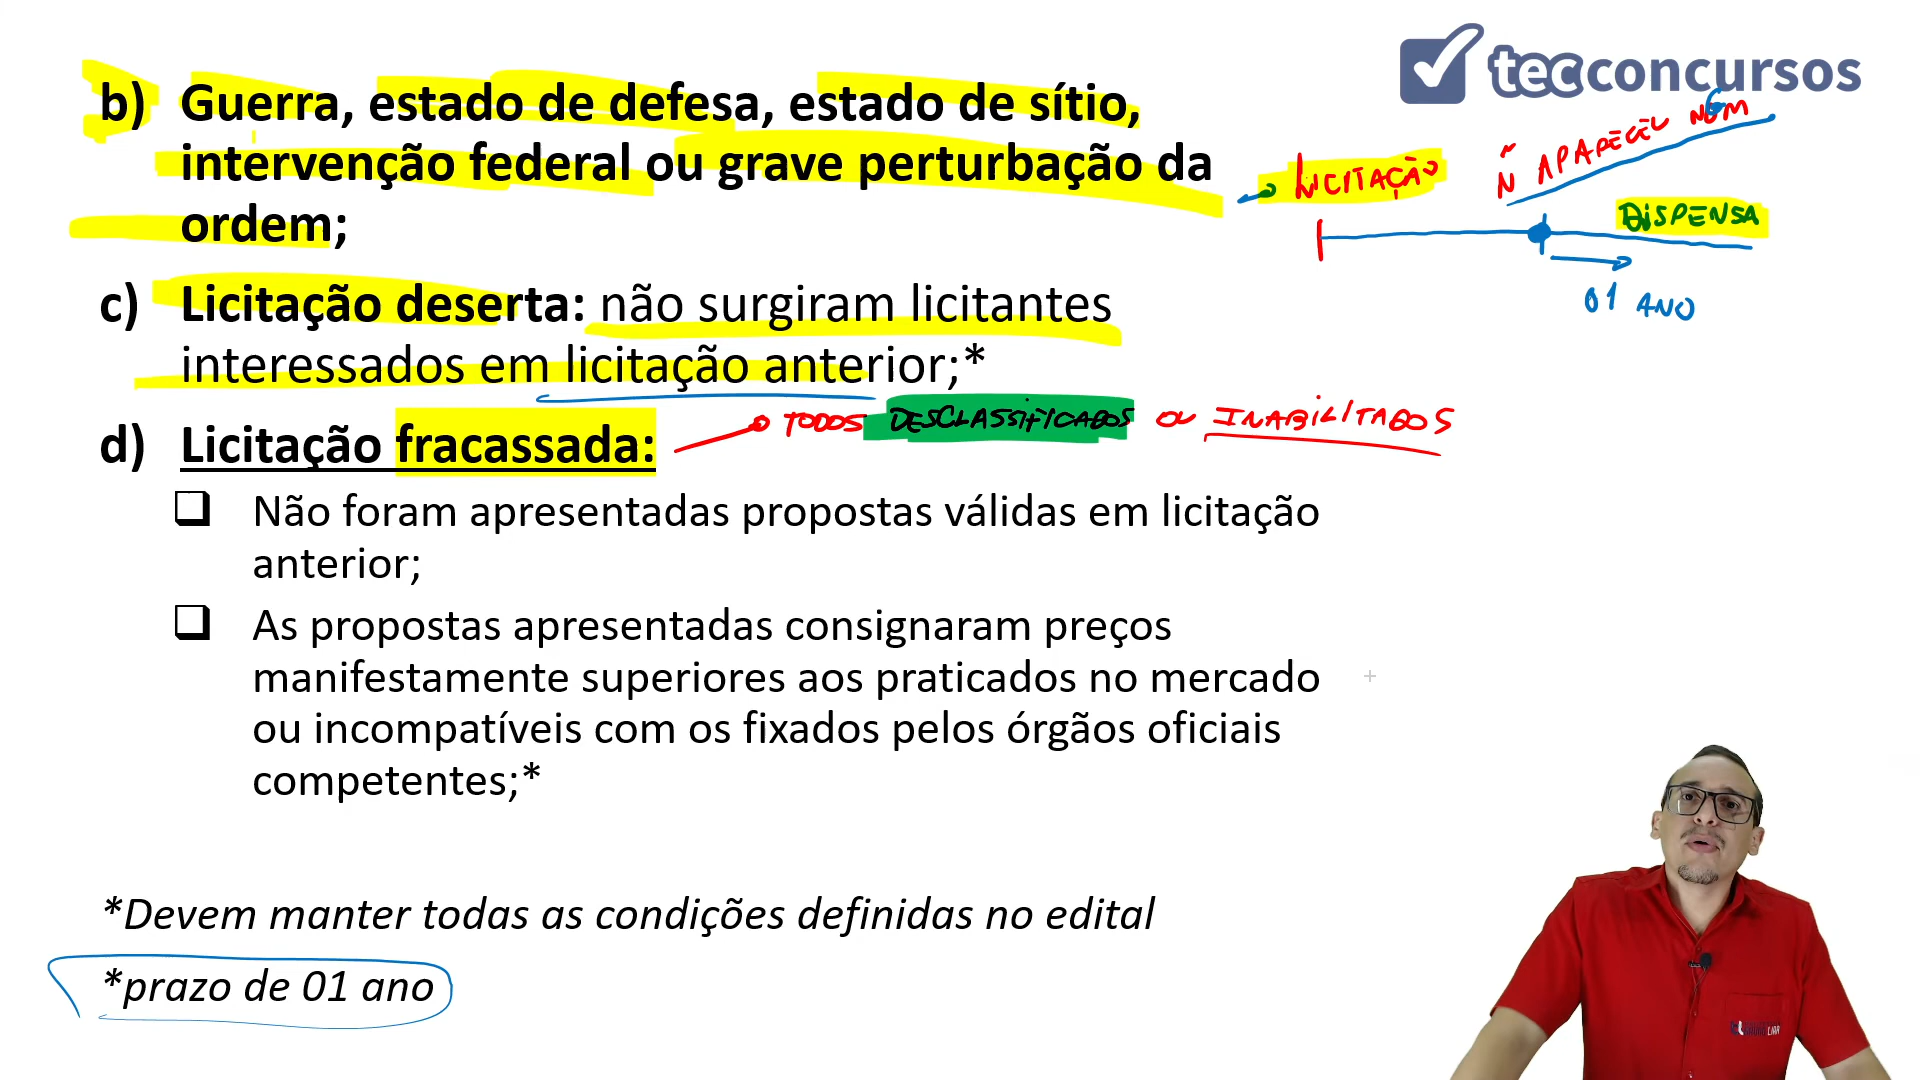 tecconcursos
b) Guerra, estado de defesa, estado de sítio,
intervenção federal ou grave perturbação da
ordem;
LICITAÇÃO
Ñ APARECEU
DISPENSA
01 ANO
c) Licitação deserta: não surgiram licitantes
interessados em licitação anterior;*
d) Licitação fracassada:
TODOS DESCLASSIFICADOS OU INABILITADOS
Não foram apresentadas propostas válidas em licitação
anterior;
As propostas apresentadas consignaram preços
manifestamente superiores aos praticados no mercado
ou incompatíveis com os fixados pelos órgãos oficiais
competentes;*
*Devem manter todas as condições definidas no edital
*prazo de 01 ano